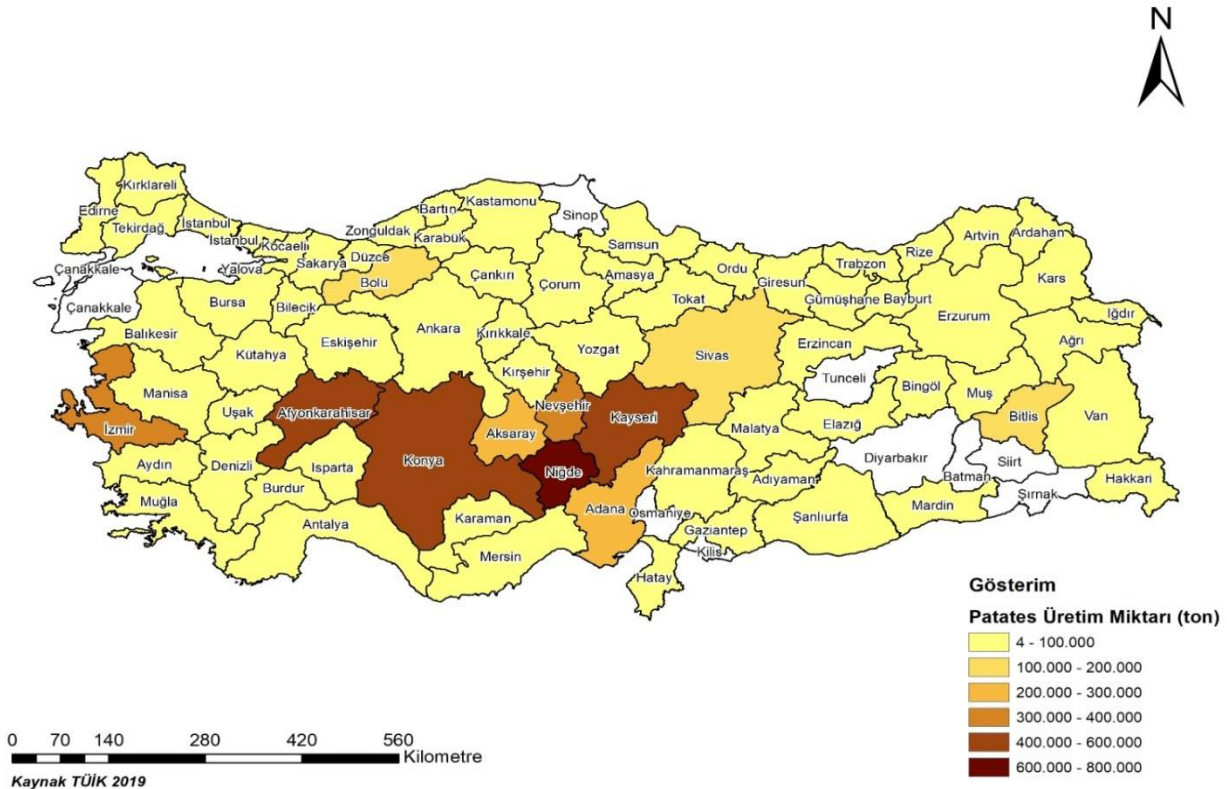 N
Kırklareli
Edirne
Tekirdağ
İstanbul
İstanbul
Kocaeli
Yalova
Çanakkale
Çanakkale
Sakarya
Düzce
Bolu
Zonguldak
Bartın
Karabük
Kastamonu
Sinop
Çankırı
Çorum
Samsun
Amasya
Ordu
Tokat
Giresun
Trabzon
Gümüşhane
Bayburt
Rize
Artvin
Ardahan
Kars
Iğdır
Erzurum
Ağrı
Balıkesir
Bursa
Bilecik
Kütahya
Eskişehir
Ankara
Kırıkkale
Kırşehir
Yozgat
Sivas
Erzincan
Tunceli
Bingöl
Muş
Bitlis
Van
Manisa
İzmir
Uşak
Afyonkarahisar
Konya
Aksaray
Nevşehir
Kayseri
Niğde
Malatya
Elazığ
Diyarbakır
Batman
Siirt
Şırnak
Hakkari
Aydın
Denizli
Isparta
Burdur
Muğla
Antalya
Karaman
Mersin
Adana
Kahramanmaraş
Osmaniye
Adıyaman
Gaziantep
Kilis
Şanlıurfa
Mardin
Hatay
Gösterim
Patates Üretim Miktarı (ton)
4 - 100.000
100.000 - 200.000
200.000 - 300.000
300.000 - 400.000
400.000 - 600.000
600.000 - 800.000
0 70 140 280 420 560
Kilometre
Kaynak TÜİK 2019